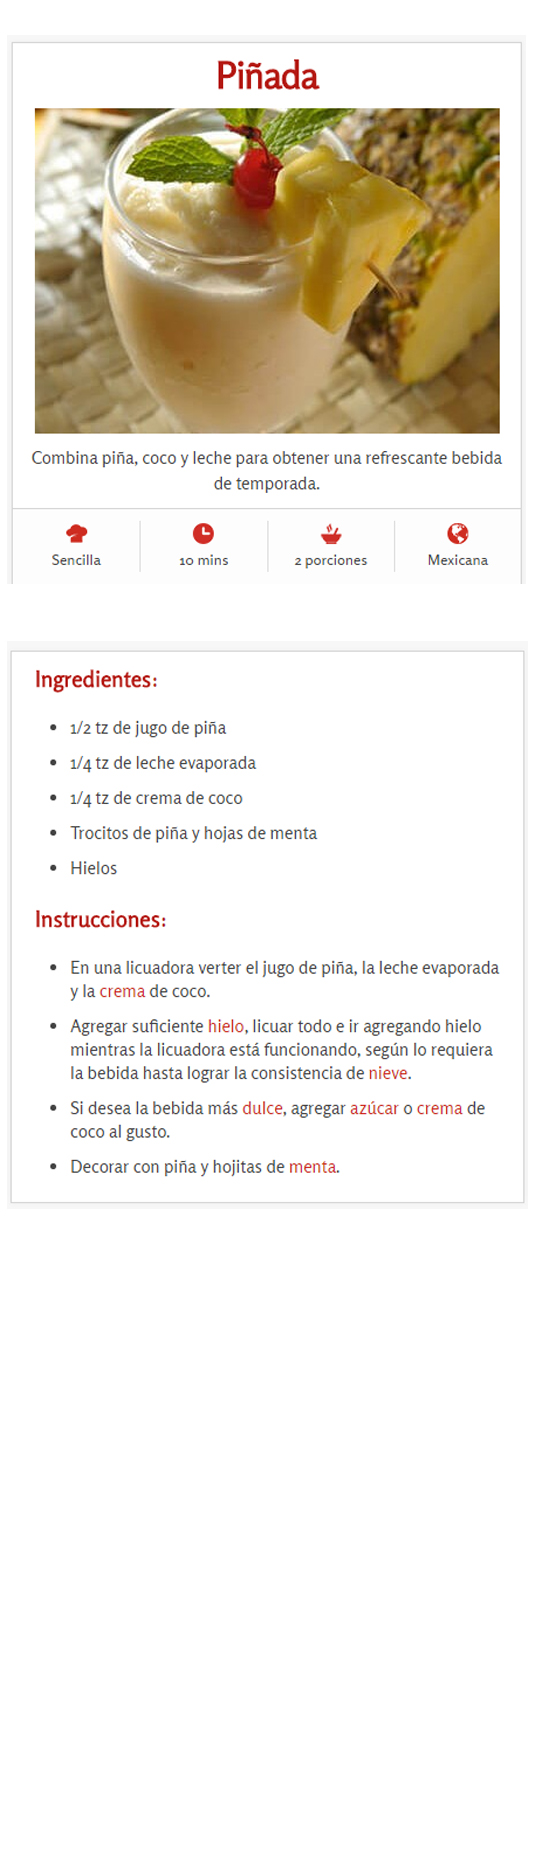 Piñada
Combina piña, coco y leche para obtener una refrescante bebida
de temporada.
Sencilla
10 mins
2 porciones
Mexicana
Ingredientes:
• 1/2 tz de jugo de piña
• 1/4 tz de leche evaporada
• 1/4 tz de crema de coco
• Trocitos de piña y hojas de menta
• Hielos
Instrucciones:
• En una licuadora verter el jugo de piña, la leche evaporada
y la crema de coco.
• Agregar suficiente hielo, licuar todo e ir agregando hielo
mientras la licuadora está funcionando, según lo requiera
la bebida hasta lograr la consistencia de nieve.
• Si desea la bebida más dulce, agregar azúcar o crema de
coco al gusto.
• Decorar con piña y hojitas de menta.